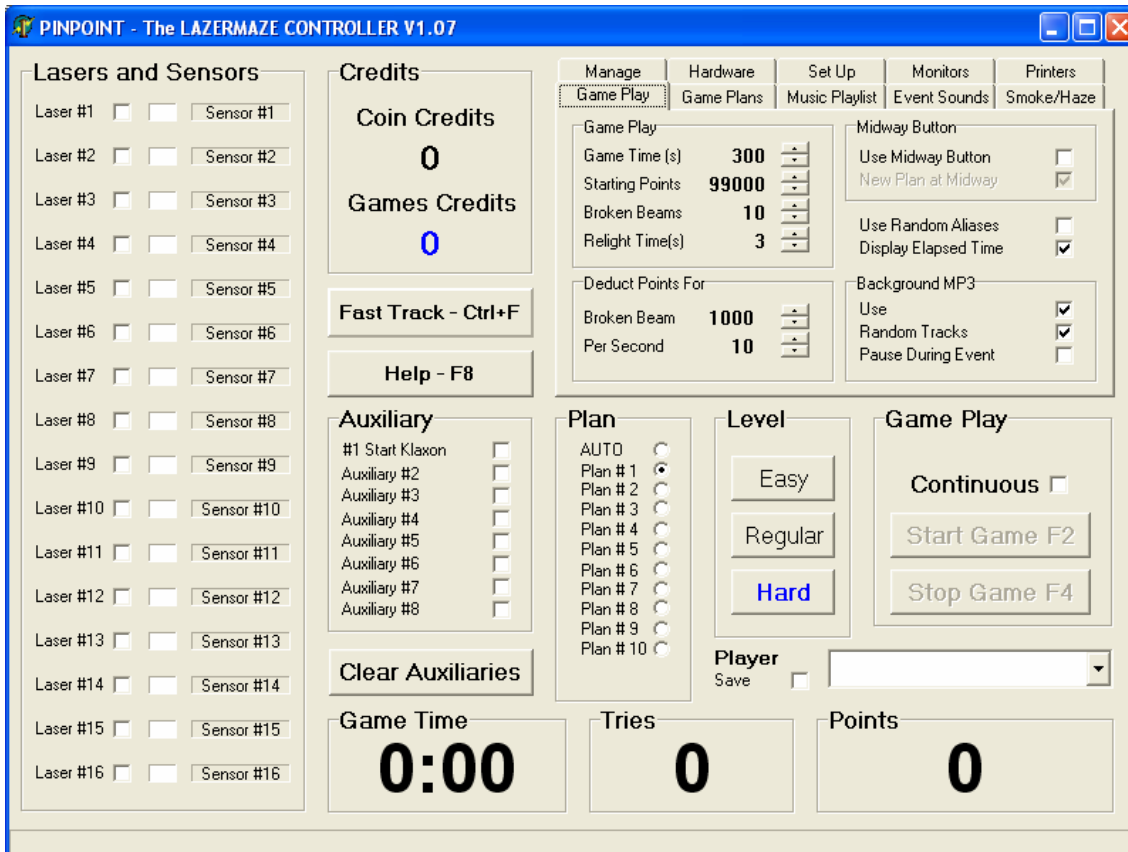 PINPOINT - The LAZERMAZE CONTROLLER V1.07
Lasers and Sensors
Laser #1 Sensor #1
Laser #2 Sensor #2
Laser #3 Sensor #3
Laser #4 Sensor #4
Laser #5 Sensor #5
Laser #6 Sensor #6
Laser #7 Sensor #7
Laser #8 Sensor #8
Laser #9 Sensor #9
Laser #10 Sensor #10
Laser #11 Sensor #11
Laser #12 Sensor #12
Laser #13 Sensor #13
Laser #14 Sensor #14
Laser #15 Sensor #15
Laser #16 Sensor #16
Credits
Coin Credits
0
Games Credits
0
Fast Track - Ctrl+F
Help - F8
Manage Hardware Set Up Monitors Printers
Game Play Game Plans Music Playlist Event Sounds Smoke/Haze
Game Play
Game Time (s) 300
Starting Points 99000
Broken Beams 10
Relight Time(s) 3
Deduct Points For
Broken Beam 1000
Per Second 10
Midway Button
Use Midway Button
New Plan at Midway
Use Random Aliases
Display Elapsed Time
Background MP3
Use
Random Tracks
Pause During Event
Auxiliary
#1 Start Klaxon
Auxiliary #2
Auxiliary #3
Auxiliary #4
Auxiliary #5
Auxiliary #6
Auxiliary #7
Auxiliary #8
Clear Auxiliaries
Plan
AUTO
Plan # 1
Plan # 2
Plan # 3
Plan # 4
Plan # 5
Plan # 6
Plan # 7
Plan # 8
Plan # 9
Plan # 10
Level
Easy
Regular
Hard
Game Play
Continuous
Start Game F2
Stop Game F4
Player
Save
Game Time
0:00
Tries
0
Points
0